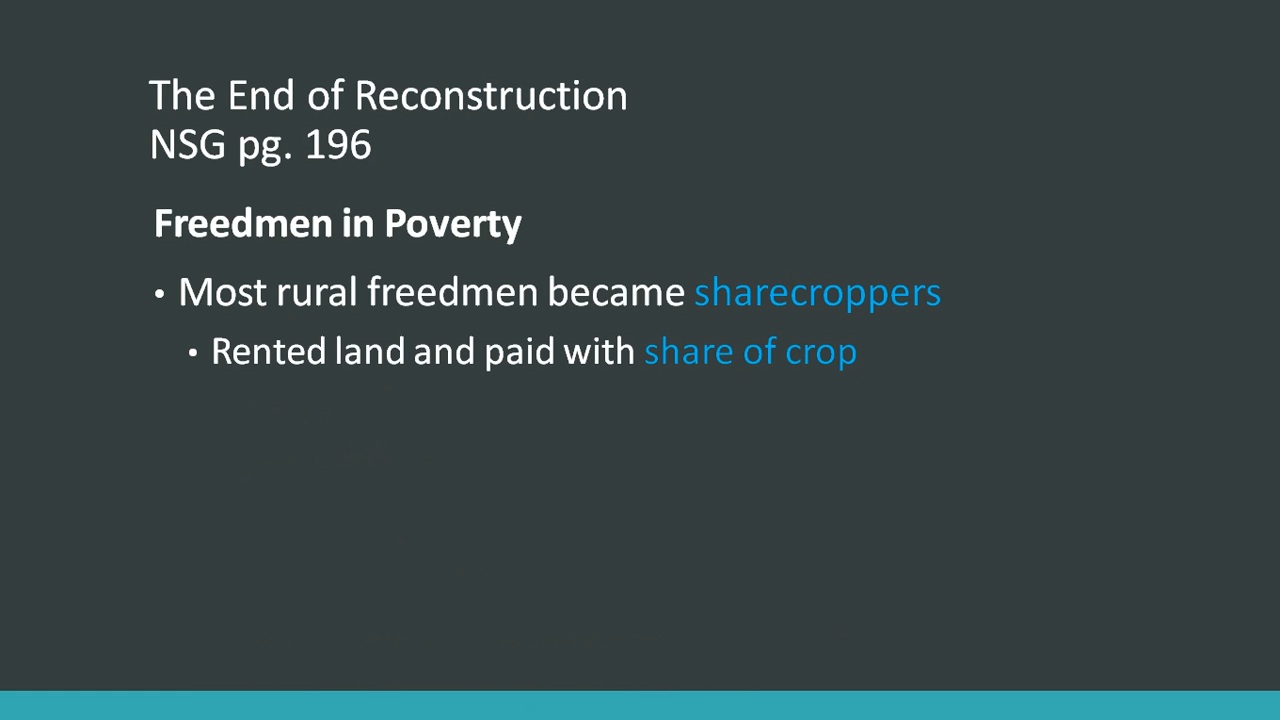 The End of Reconstruction
NSG pg. 196
Freedmen in Poverty
• Most rural freedmen became sharecroppers
• Rented land and paid with share of crop